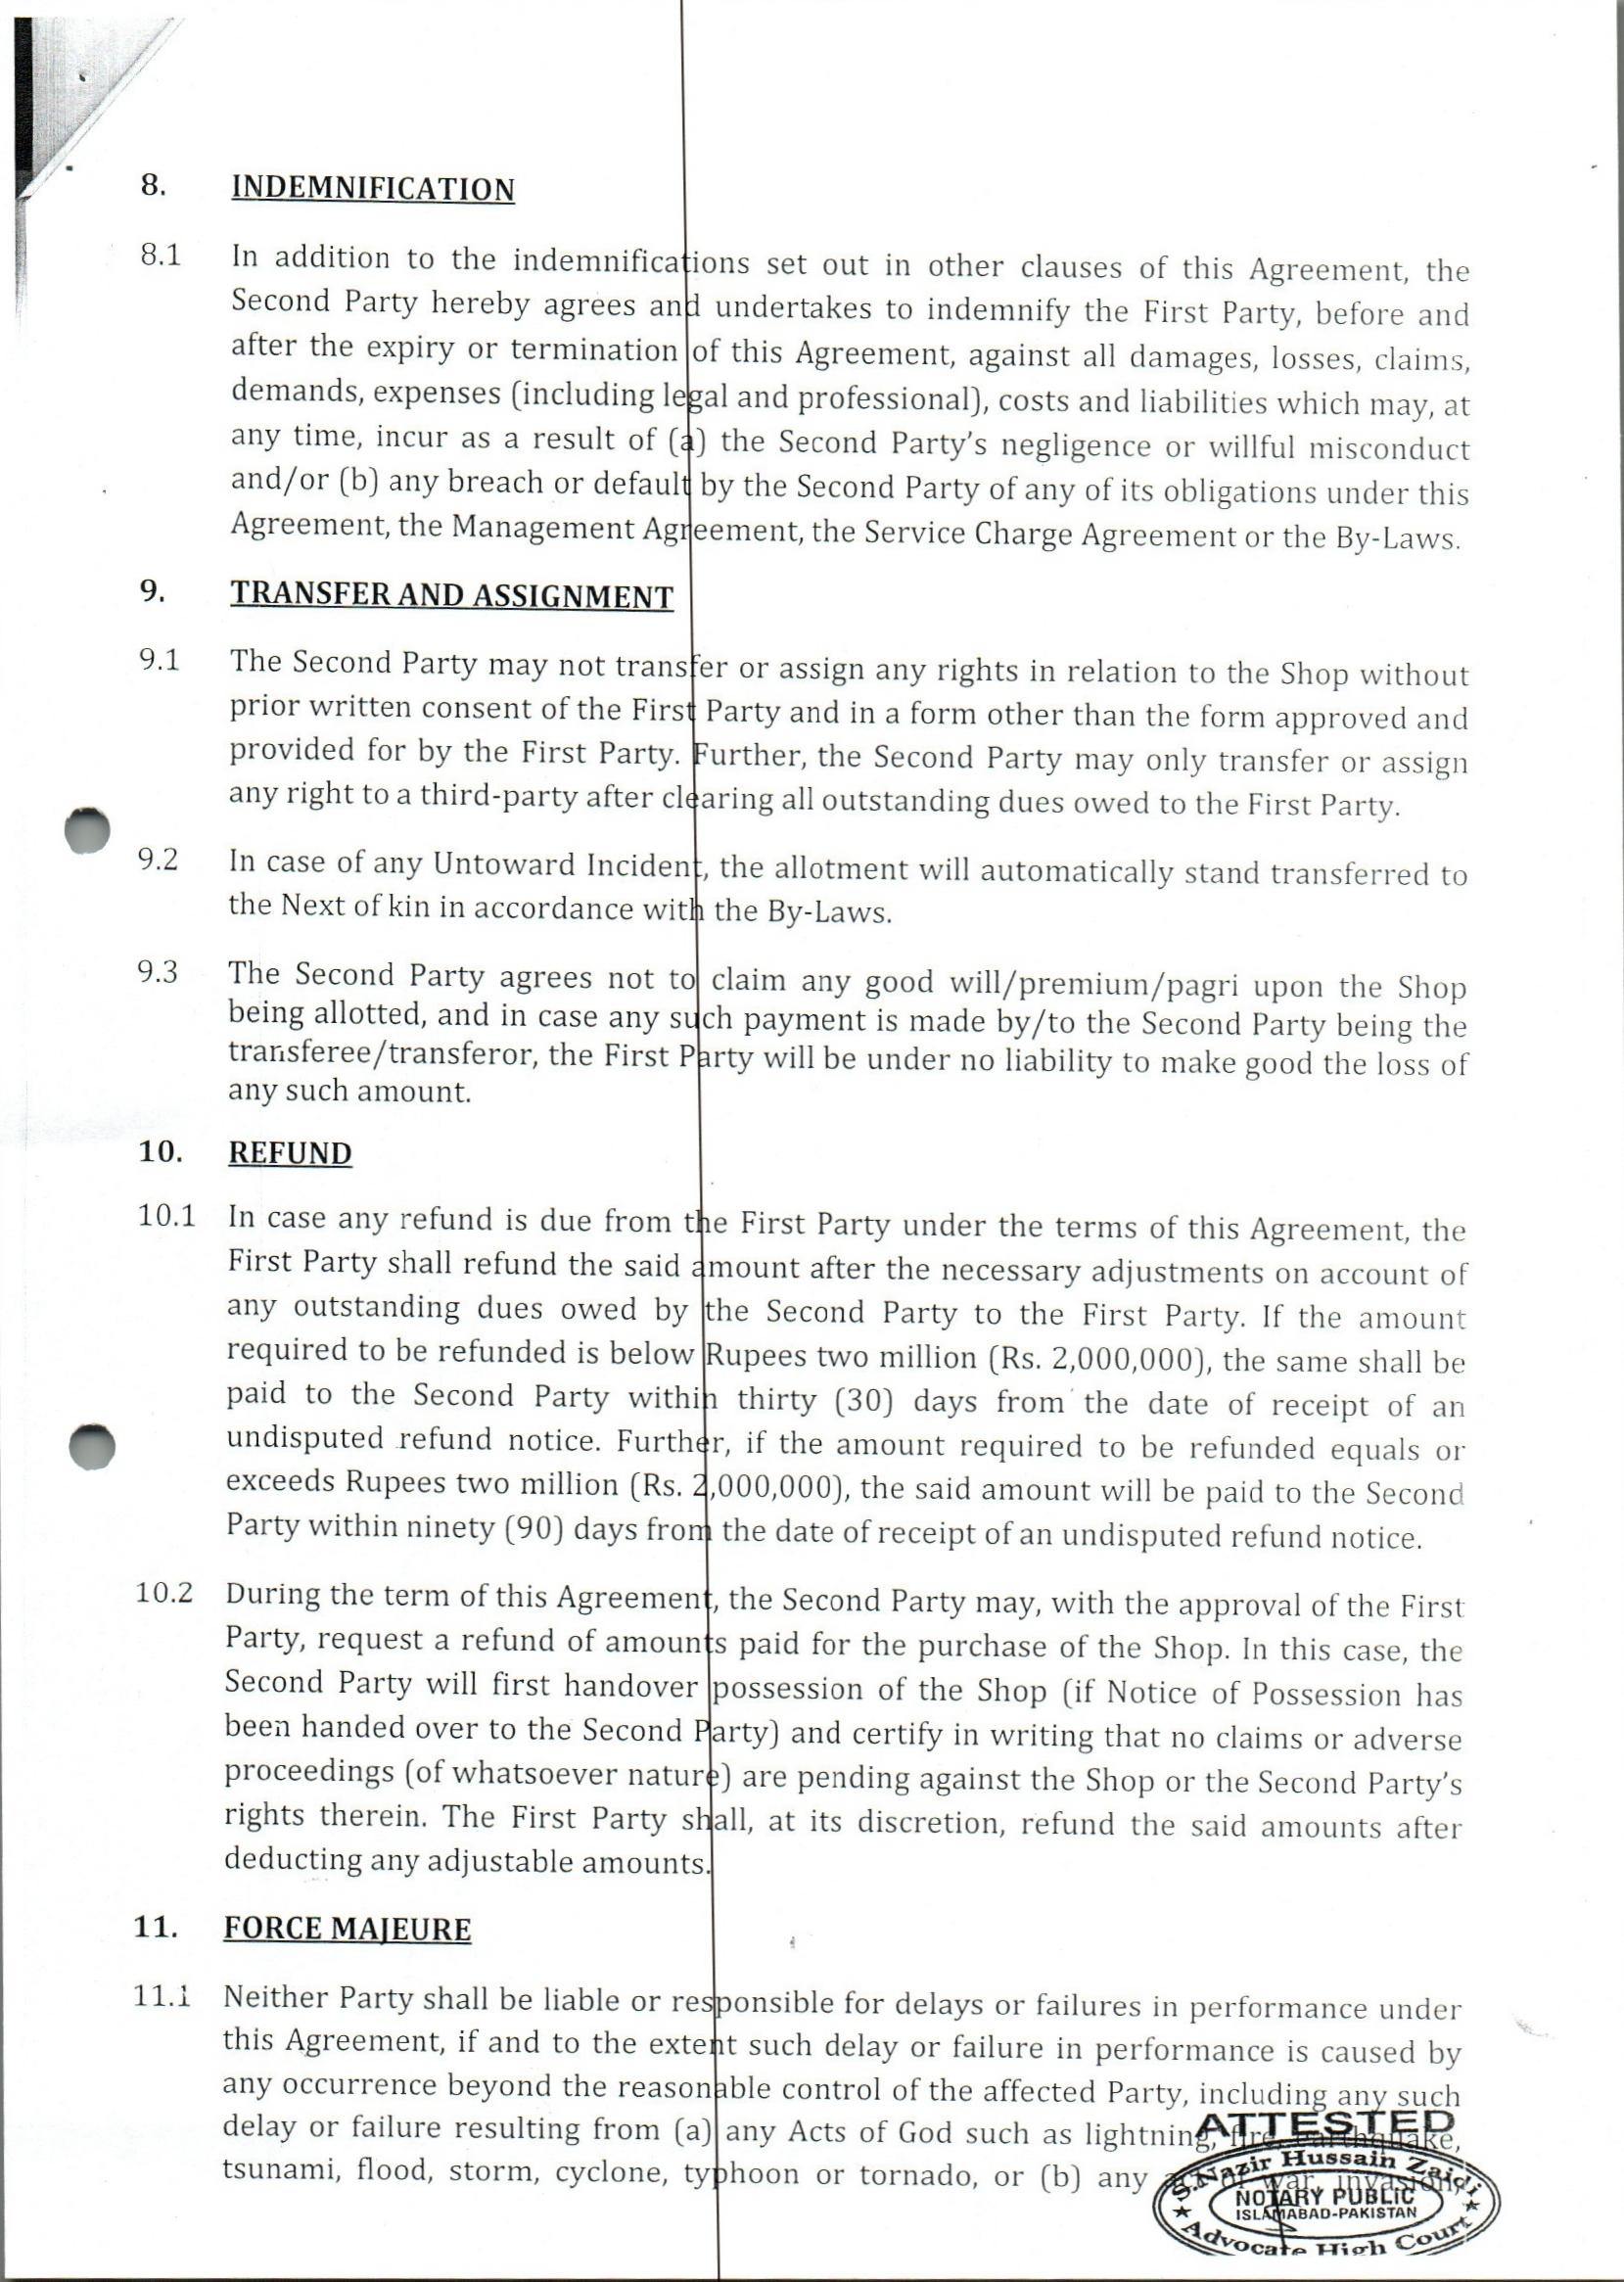 8. INDEMNIFICATION
8.1 In addition to the indemnifications set out in other clauses of this Agreement, the
Second Party hereby agrees and undertakes to indemnify the First Party, before and
after the expiry or termination of this Agreement, against all damages, losses, claims,
demands, expenses (including legal and professional), costs and liabilities which may, at
any time, incur as a result of (a) the Second Party's negligence or willful misconduct
and/or (b) any breach or default by the Second Party of any of its obligations under this
Agreement, the Management Agreement, the Service Charge Agreement or the By-Laws.
9. TRANSFER AND ASSIGNMENT
9.1 The Second Party may not transfer or assign any rights in relation to the Shop without
prior written consent of the First Party and in a form other than the form approved and
provided for by the First Party. Further, the Second Party may only transfer or assign
any right to a third-party after clearing all outstanding dues owed to the First Party.
9.2 In case of any Untoward Incident, the allotment will automatically stand transferred to
the Next of kin in accordance with the By-Laws.
9.3 The Second Party agrees not to claim any good will/premium/pagri upon the Shop
being allotted, and in case any such payment is made by/to the Second Party being the
transferee/transferor, the First Party will be under no liability to make good the loss of
any such amount.
10. REFUND
10.1 In case any refund is due from the First Party under the terms of this Agreement, the
First Party shall refund the said amount after the necessary adjustments on account of
any outstanding dues owed by the Second Party to the First Party. If the amount
required to be refunded is below Rupees two million (Rs. 2,000,000), the same shall be
paid to the Second Party within thirty (30) days from the date of receipt of an
undisputed refund notice. Further, if the amount required to be refunded equals or
exceeds Rupees two million (Rs. 2,000,000), the said amount will be paid to the Second
Party within ninety (90) days from the date of receipt of an undisputed refund notice.
10.2 During the term of this Agreement, the Second Party may, with the approval of the First
Party, request a refund of amounts paid for the purchase of the Shop. In this case, the
Second Party will first handover possession of the Shop (if Notice of Possession has
been handed over to the Second Party) and certify in writing that no claims or adverse
proceedings (of whatsoever nature) are pending against the Shop or the Second Party's
rights therein. The First Party shall, at its discretion, refund the said amounts after
deducting any adjustable amounts.
11. FORCE MAJEURE
11.1 Neither Party shall be liable or responsible for delays or failures in performance under
this Agreement, if and to the extent such delay or failure in performance is caused by
any occurrence beyond the reasonable control of the affected Party, including any such
delay or failure resulting from (a) any Acts of God such as lightning, fire, earthquake,
tsunami, flood, storm, cyclone, typhoon or tornado, or (b) any war, invasion,
ATTESTED
S. Nazir Hussain Zaidi
NOTARY PUBLIC
ISLAMABAD-PAKISTAN
Advocate High Court